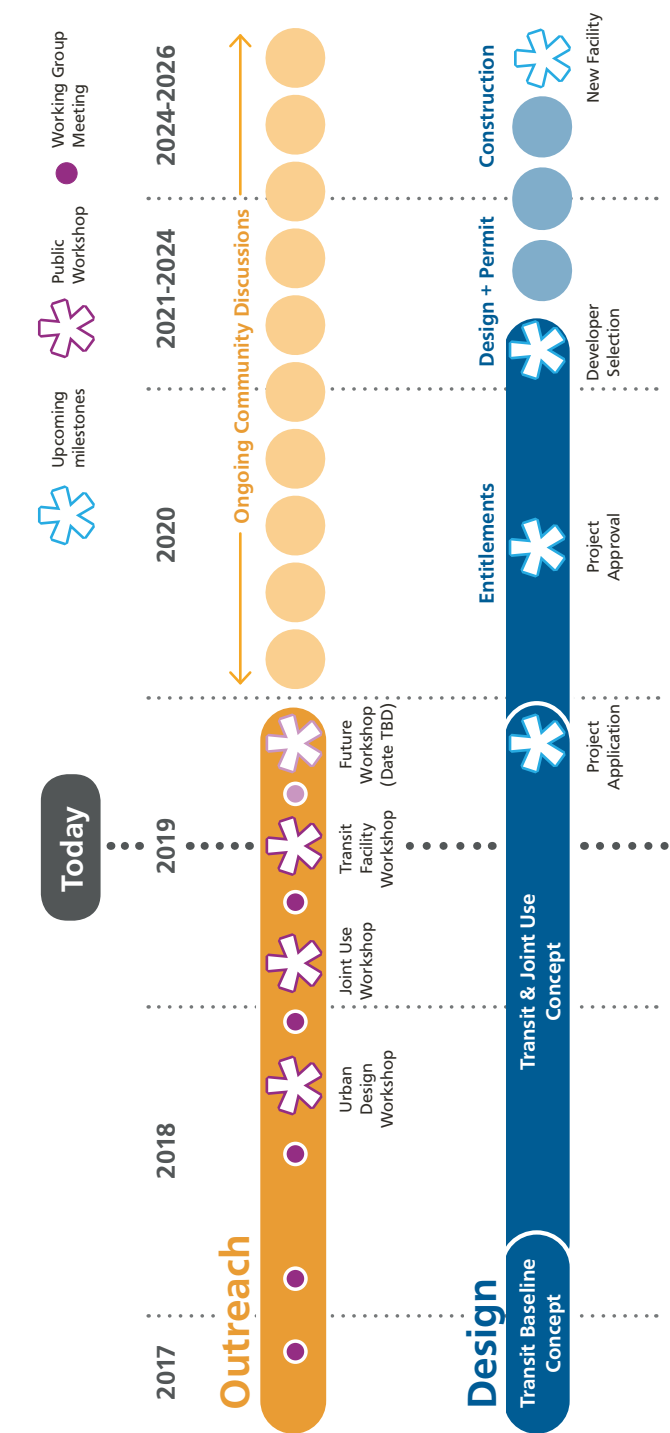 Today
Upcoming
milestones
Public
Workshop
Working Group
Meeting
2017
2018
2019
2020
2021-2024
2024-2026
Outreach
Ongoing Community Discussions
Urban
Design
Workshop
Joint Use
Workshop
Transit
Facility
Workshop
Future
Workshop
(Date TBD)
Design
Entitlements
Design + Permit
Construction
Transit Baseline
Concept
Transit & Joint Use
Concept
Project
Application
Project
Approval
Developer
Selection
New Facility